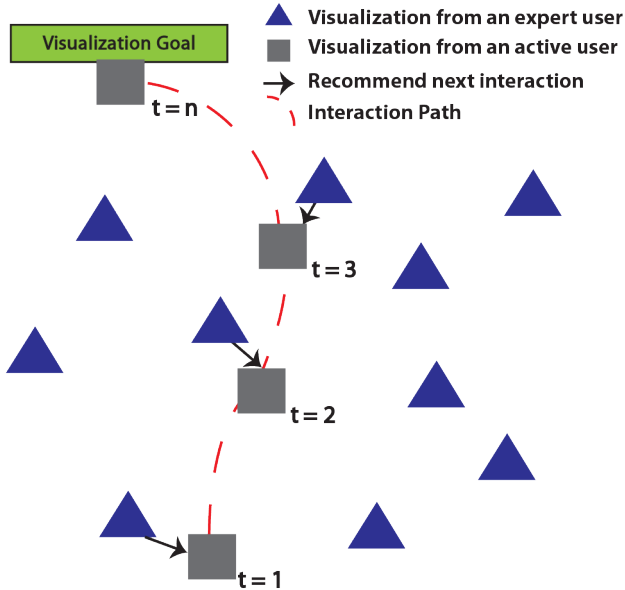 Visualization Goal
Visualization from an expert user
Visualization from an active user
Recommend next interaction
Interaction Path
t = n
t = 3
t = 2
t = 1